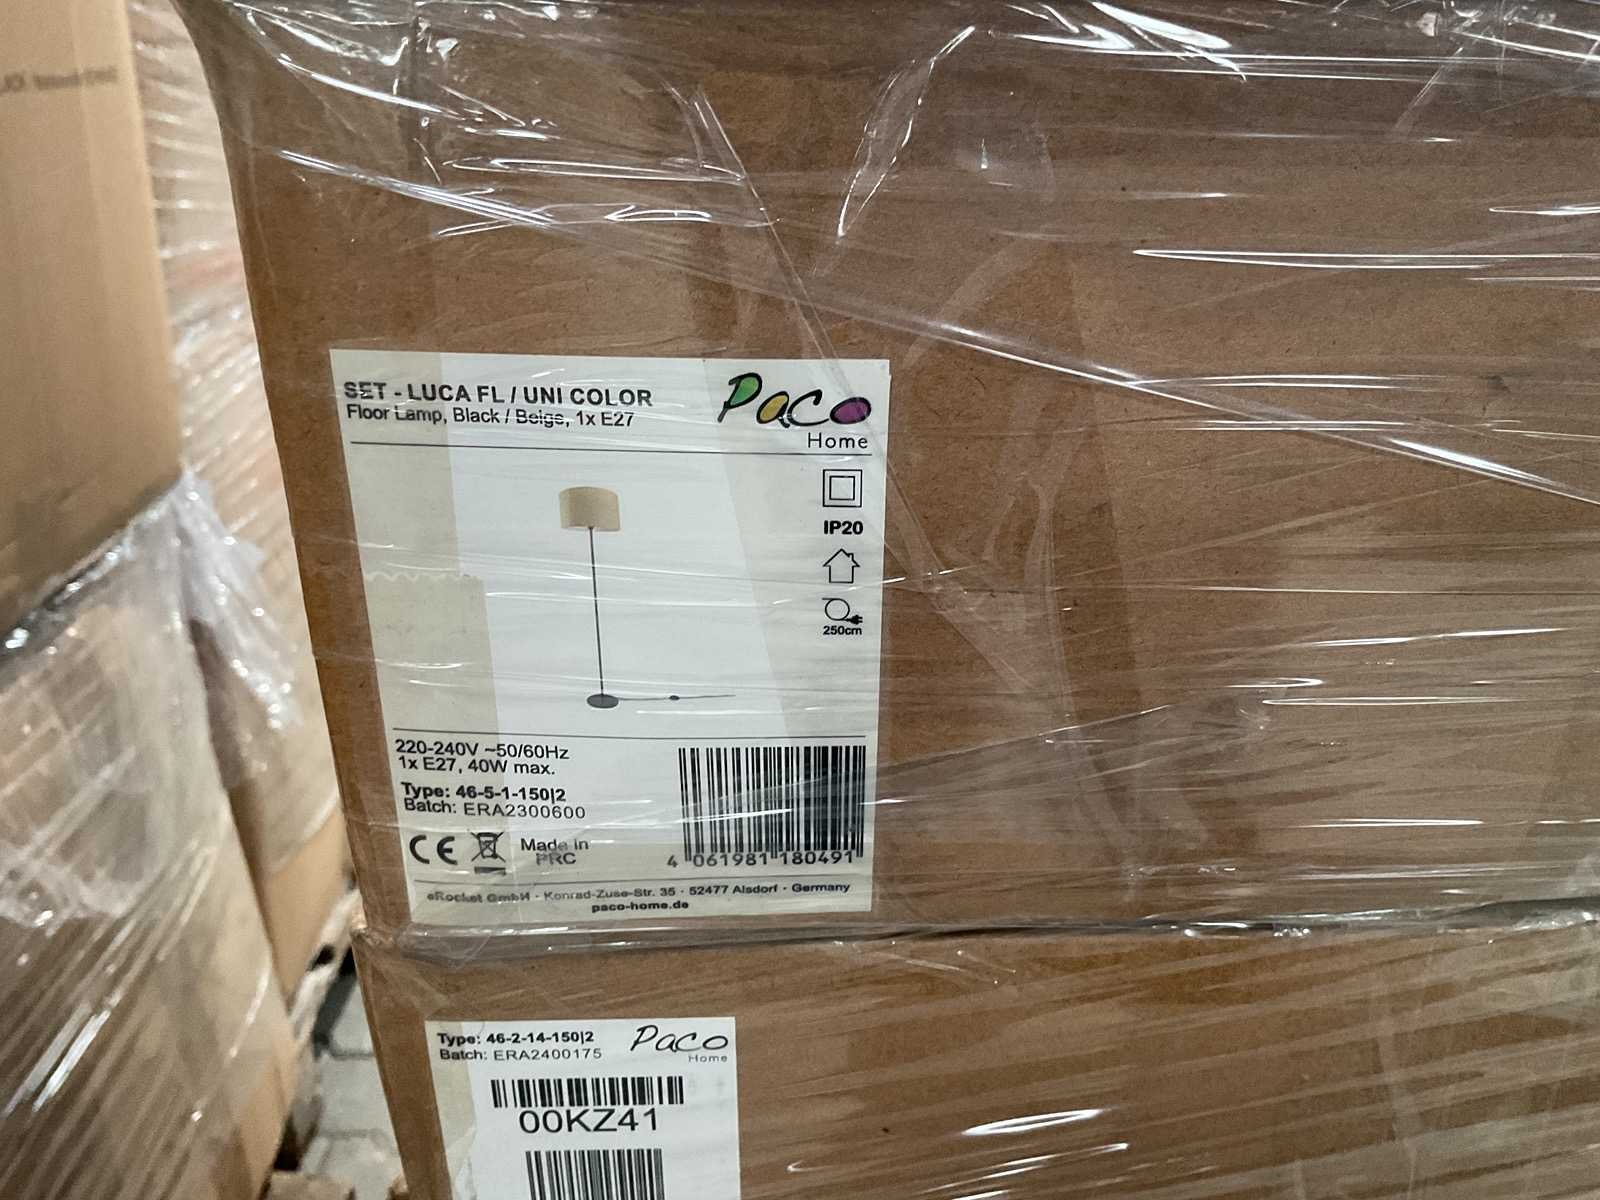 SET - LUCA FL / UNI COLOR
Floor Lamp, Black / Beige, 1x E27
Paco
Home
IP20
250cm
220-240V ~50/60Hz
1x E27, 40W max.
Type: 46-5-1-150|2
Batch: ERA2300600
CE
Made in
PRC
4 061981 180491
eRocket GmbH · Konrad-Zuse-Str. 35 · 52477 Alsdorf · Germany
paco-home.de
Type: 46-2-14-150|2
Batch: ERA2400175
Paco
Home
00KZ41